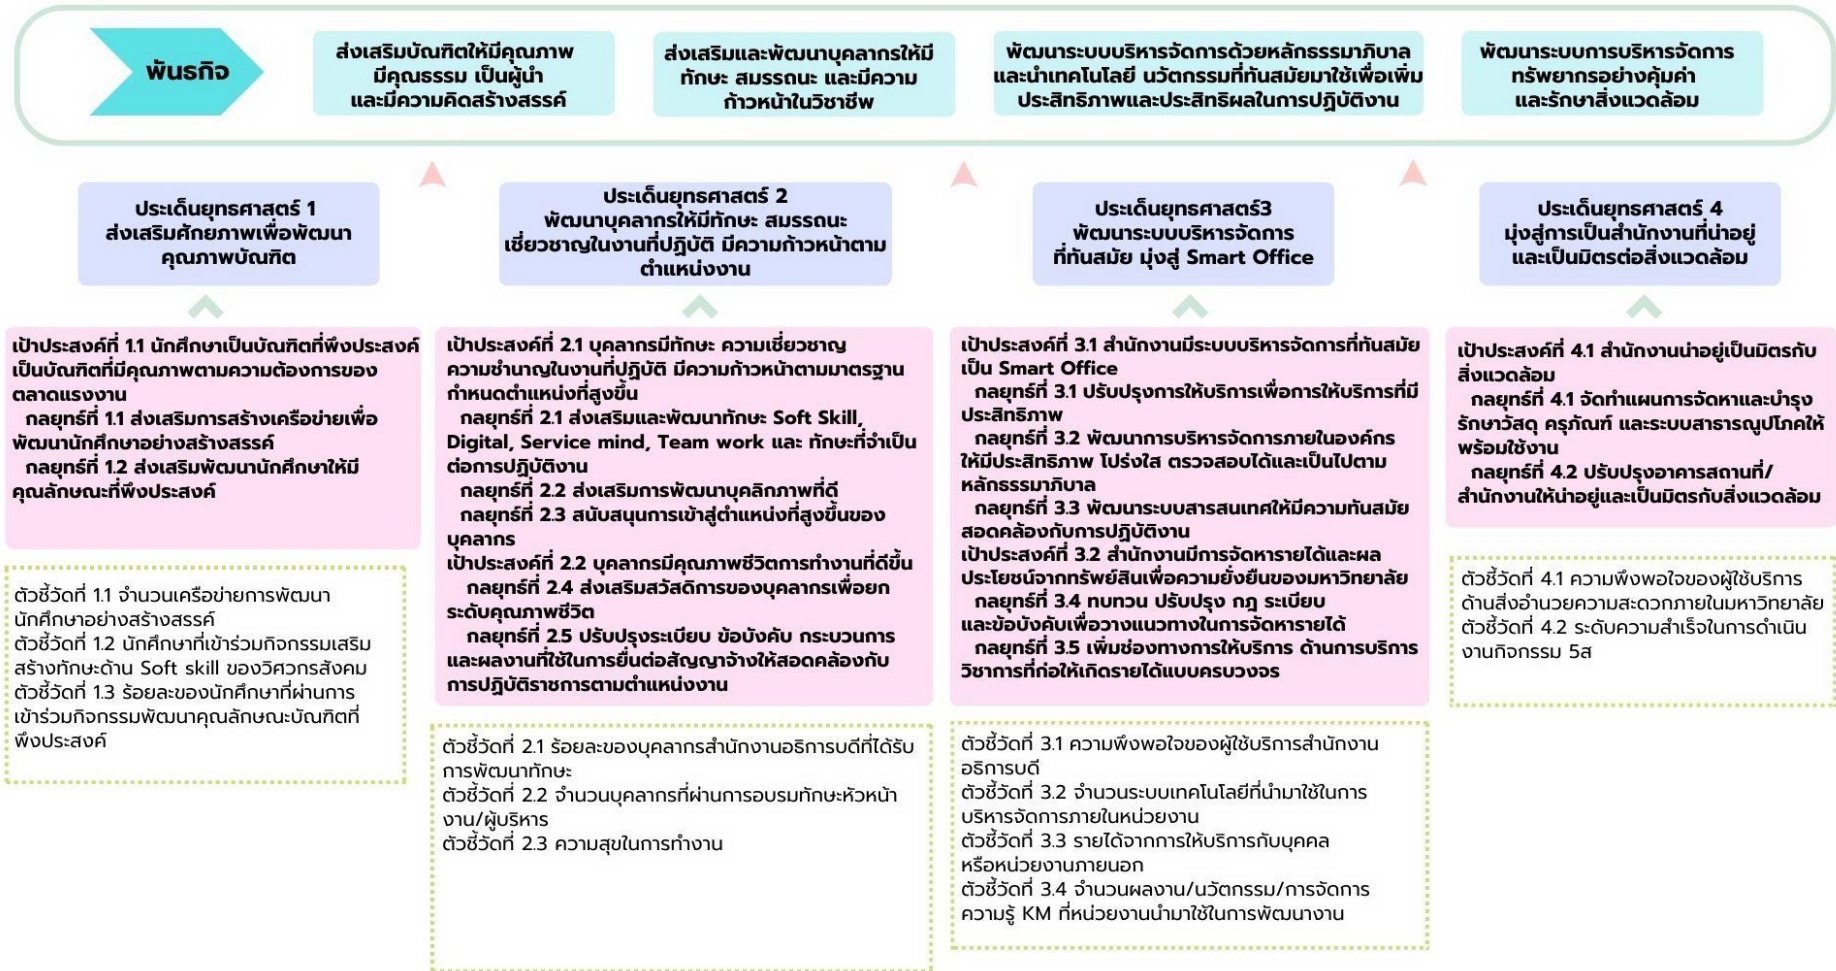 พันธกิจ
ส่งเสริมบัณฑิตให้มีคุณภาพ
มีคุณธรรม เป็นผู้นำ
และมีความคิดสร้างสรรค์
ส่งเสริมและพัฒนาบุคลากรให้มี
ทักษะ สมรรถนะ และมีความ
ก้าวหน้าในวิชาชีพ
พัฒนาระบบบริหารจัดการด้วยหลักธรรมาภิบาล
และนำเทคโนโลยี นวัตกรรมที่ทันสมัยมาใช้เพื่อเพิ่ม
ประสิทธิภาพและประสิทธิผลในการปฏิบัติงาน
พัฒนาระบบการบริหารจัดการ
ทรัพยากรอย่างคุ้มค่า
และรักษาสิ่งแวดล้อม
ประเด็นยุทธศาสตร์ 1
ส่งเสริมศักยภาพเพื่อพัฒนา
คุณภาพบัณฑิต
ประเด็นยุทธศาสตร์ 2
พัฒนาบุคลากรให้มีทักษะ สมรรถนะ
เชี่ยวชาญในงานที่ปฏิบัติ มีความก้าวหน้าตาม
ตำแหน่งงาน
ประเด็นยุทธศาสตร์3
พัฒนาระบบบริหารจัดการ
ที่ทันสมัย มุ่งสู่ Smart Office
ประเด็นยุทธศาสตร์ 4
มุ่งสู่การเป็นสำนักงานที่น่าอยู่
และเป็นมิตรต่อสิ่งแวดล้อม
เป้าประสงค์ที่ 1.1 นักศึกษาเป็นบัณฑิตที่พึงประสงค์
เป็นบัณฑิตที่มีคุณภาพตามความต้องการของ
ตลาดแรงงาน
กลยุทธ์ที่ 1.1 ส่งเสริมการสร้างเครือข่ายเพื่อ
พัฒนานักศึกษาอย่างสร้างสรรค์
กลยุทธ์ที่ 1.2 ส่งเสริมพัฒนานักศึกษาให้มี
คุณลักษณะที่พึงประสงค์
ตัวชี้วัดที่ 1.1 จำนวนเครือข่ายการพัฒนา
นักศึกษาอย่างสร้างสรรค์
ตัวชี้วัดที่ 1.2 นักศึกษาที่เข้าร่วมกิจกรรมเสริม
สร้างทักษะด้าน Soft skill ของวิศวกรสังคม
ตัวชี้วัดที่ 1.3 ร้อยละของนักศึกษาที่ผ่านการ
เข้าร่วมกิจกรรมพัฒนาคุณลักษณะบัณฑิตที่
พึงประสงค์
เป้าประสงค์ที่ 2.1 บุคลากรมีทักษะ ความเชี่ยวชาญ
ความชำนาญในงานที่ปฏิบัติ มีความก้าวหน้าตามมาตรฐาน
กำหนดตำแหน่งที่สูงขึ้น
กลยุทธ์ที่ 2.1 ส่งเสริมและพัฒนาทักษะ Soft Skill,
Digital, Service mind, Team work และ ทักษะที่จำเป็น
ต่อการปฏิบัติงาน
กลยุทธ์ที่ 2.2 ส่งเสริมการพัฒนาบุคลิกภาพที่ดี
กลยุทธ์ที่ 2.3 สนับสนุนการเข้าสู่ตำแหน่งที่สูงขึ้นของ
บุคลากร
เป้าประสงค์ที่ 2.2 บุคลากรมีคุณภาพชีวิตการทำงานที่ดีขึ้น
กลยุทธ์ที่ 2.4 ส่งเสริมสวัสดิการของบุคลากรเพื่อยก
ระดับคุณภาพชีวิต
กลยุทธ์ที่ 2.5 ปรับปรุงระเบียบ ข้อบังคับ กระบวนการ
และผลงานที่ใช้ในการยื่นต่อสัญญาจ้างให้สอดคล้องกับ
การปฏิบัติราชการตามตำแหน่งงาน
ตัวชี้วัดที่ 2.1 ร้อยละของบุคลากรสำนักงานอธิการบดีที่ได้รับ
การพัฒนาทักษะ
ตัวชี้วัดที่ 2.2 จำนวนบุคลากรที่ผ่านการอบรมทักษะหัวหน้า
งาน/ผู้บริหาร
ตัวชี้วัดที่ 2.3 ความสุขในการทำงาน
เป้าประสงค์ที่ 3.1 สำนักงานมีระบบบริหารจัดการที่ทันสมัย
เป็น Smart Office
กลยุทธ์ที่ 3.1 ปรับปรุงการให้บริการเพื่อการให้บริการที่มี
ประสิทธิภาพ
กลยุทธ์ที่ 3.2 พัฒนาการบริหารจัดการภายในองค์กร
ให้มีประสิทธิภาพ โปร่งใส ตรวจสอบได้และเป็นไปตาม
หลักธรรมาภิบาล
กลยุทธ์ที่ 3.3 พัฒนาระบบสารสนเทศให้มีความทันสมัย
สอดคล้องกับการปฏิบัติงาน
เป้าประสงค์ที่ 3.2 สำนักงานมีการจัดหารายได้และผล
ประโยชน์จากทรัพย์สินเพื่อความยั่งยืนของมหาวิทยาลัย
กลยุทธ์ที่ 3.4 ทบทวน ปรับปรุง กฎ ระเบียบ
และข้อบังคับเพื่อวางแนวทางในการจัดหารายได้
กลยุทธ์ที่ 3.5 เพิ่มช่องทางการให้บริการ ด้านการบริการ
วิชาการที่ก่อให้เกิดรายได้แบบครบวงจร
ตัวชี้วัดที่ 3.1 ความพึงพอใจของผู้ใช้บริการสำนักงาน
อธิการบดี
ตัวชี้วัดที่ 3.2 จำนวนระบบเทคโนโลยีที่นำมาใช้ในการ
บริหารจัดการภายในหน่วยงาน
ตัวชี้วัดที่ 3.3 รายได้จากการให้บริการกับบุคคล
หรือหน่วยงานภายนอก
ตัวชี้วัดที่ 3.4 จำนวนผลงาน/นวัตกรรม/การจัดการ
ความรู้ KM ที่หน่วยงานนำมาใช้ในการพัฒนางาน
เป้าประสงค์ที่ 4.1 สำนักงานน่าอยู่เป็นมิตรกับ
สิ่งแวดล้อม
กลยุทธ์ที่ 4.1 จัดทำแผนการจัดหาและบำรุง
รักษาวัสดุ ครุภัณฑ์ และระบบสาธารณูปโภคให้
พร้อมใช้งาน
กลยุทธ์ที่ 4.2 ปรับปรุงอาคารสถานที่/
สำนักงานให้น่าอยู่และเป็นมิตรกับสิ่งแวดล้อม
ตัวชี้วัดที่ 4.1 ความพึงพอใจของผู้ใช้บริการ
ด้านสิ่งอำนวยความสะดวกภายในมหาวิทยาลัย
ตัวชี้วัดที่ 4.2 ระดับความสำเร็จในการดำเนิน
งานกิจกรรม 5ส